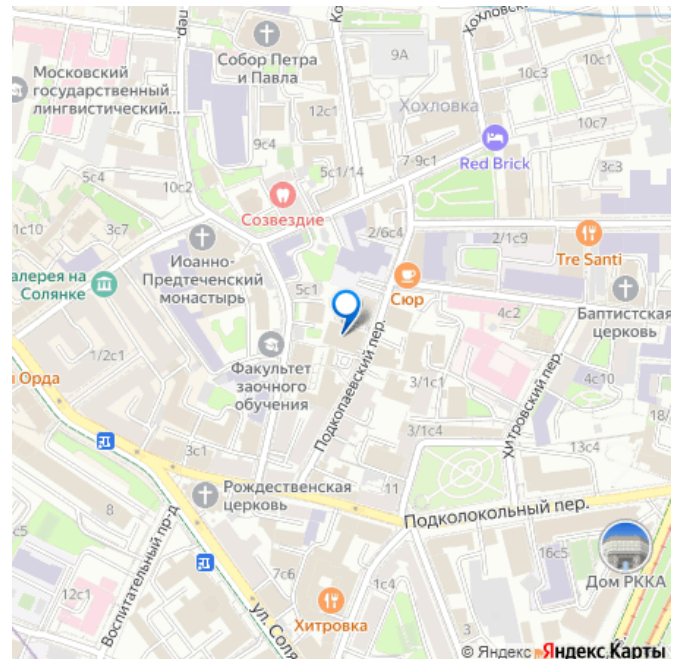 пер.
Собор Петра
и Павла
9А
Хохловский
10с1
10с3
Московский
государственный
лингвистический...
12с1
Хохловка
10с7
9с4
7-9с1
Red Brick
5с4
5с1/14
3с3
10с2
Созвездие
1с10
3с7
2/6с4
2/1с9
Tre Santi
Иоанно-
Предтеченский
монастырь
алерея на
Солянке
5с1
Сюр
4с2
Баптистская
церковь
1/2с1
Факультет
заочного
обучения
Подкопаевский пер.
Хитровский пер.
Орда
3/1с1
4с10
18/
3/1с4
3с1
13с4
Рождественская
церковь
11
Подколокольный пер.
8
с5
Воспитательный пр-д
16с5
7с6
1с4
Дом РККА
ул. Соля
Хитровка
© Яндекс Яндекс Карты